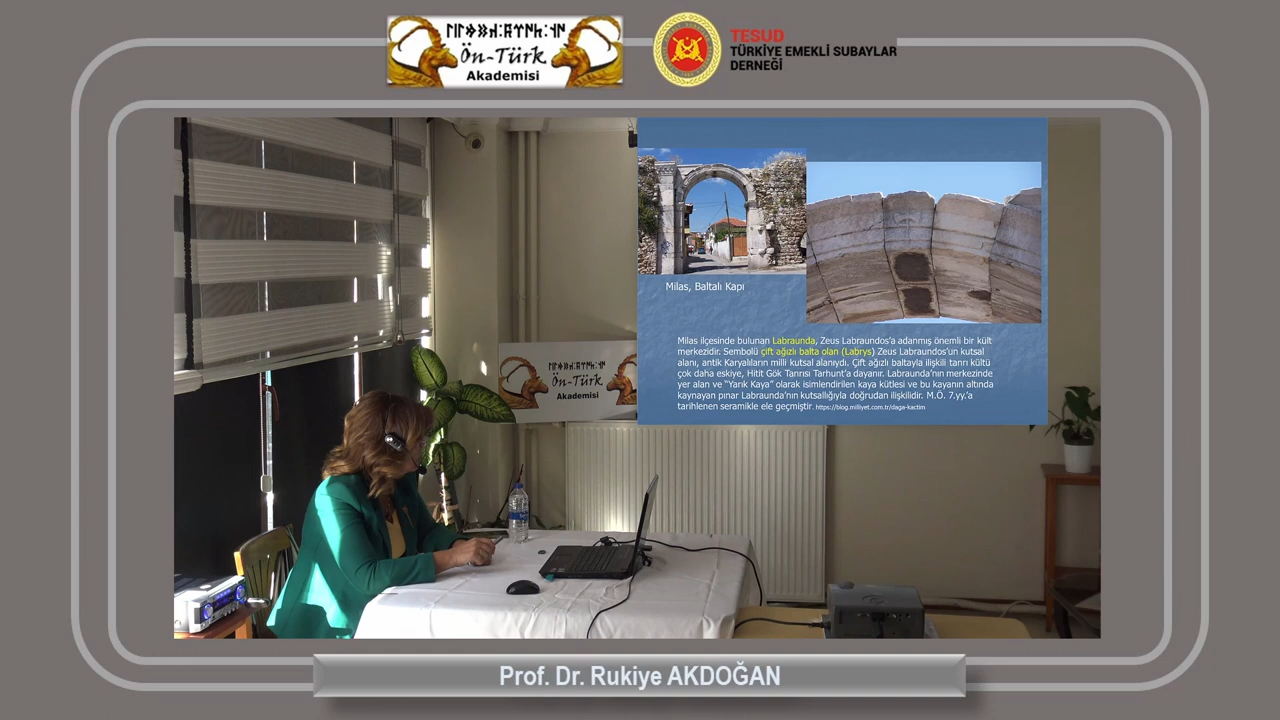 Ön-Türk
Akademisi
TESUD
TÜRKİYE EMEKLİ SUBAYLAR
DERNEĞİ
Milas, Baltalı Kapı
Milas ilçesinde bulunan Labraunda, Zeus Labraundos'a adanmış önemli bir kült
merkezidir. Sembolü çift ağızlı balta olan (Labrys) Zeus Labraundos'un kutsal
alanı, antik Karyalıların milli kutsal alanıydı. Çift ağızlı baltayla ilişkili tanrı kültü
çok daha eskiye, Hitit Gök Tanrısı Tarhunt'a dayanır. Labraunda'nın merkezinde
yer alan ve "Yarık Kaya" olarak isimlendirilen kaya kütlesi ve bu kayanın altında
kaynayan pınar Labraunda'nın kutsallığıyla doğrudan ilişkilidir. M.Ö. 7.yy.'a
tarihlenen seramikle ele geçmiştir. https://blog.milliyet.com.tr/daga-kactim
Ön-Türk
Akademisi
Prof. Dr. Rukiye AKDOĞAN